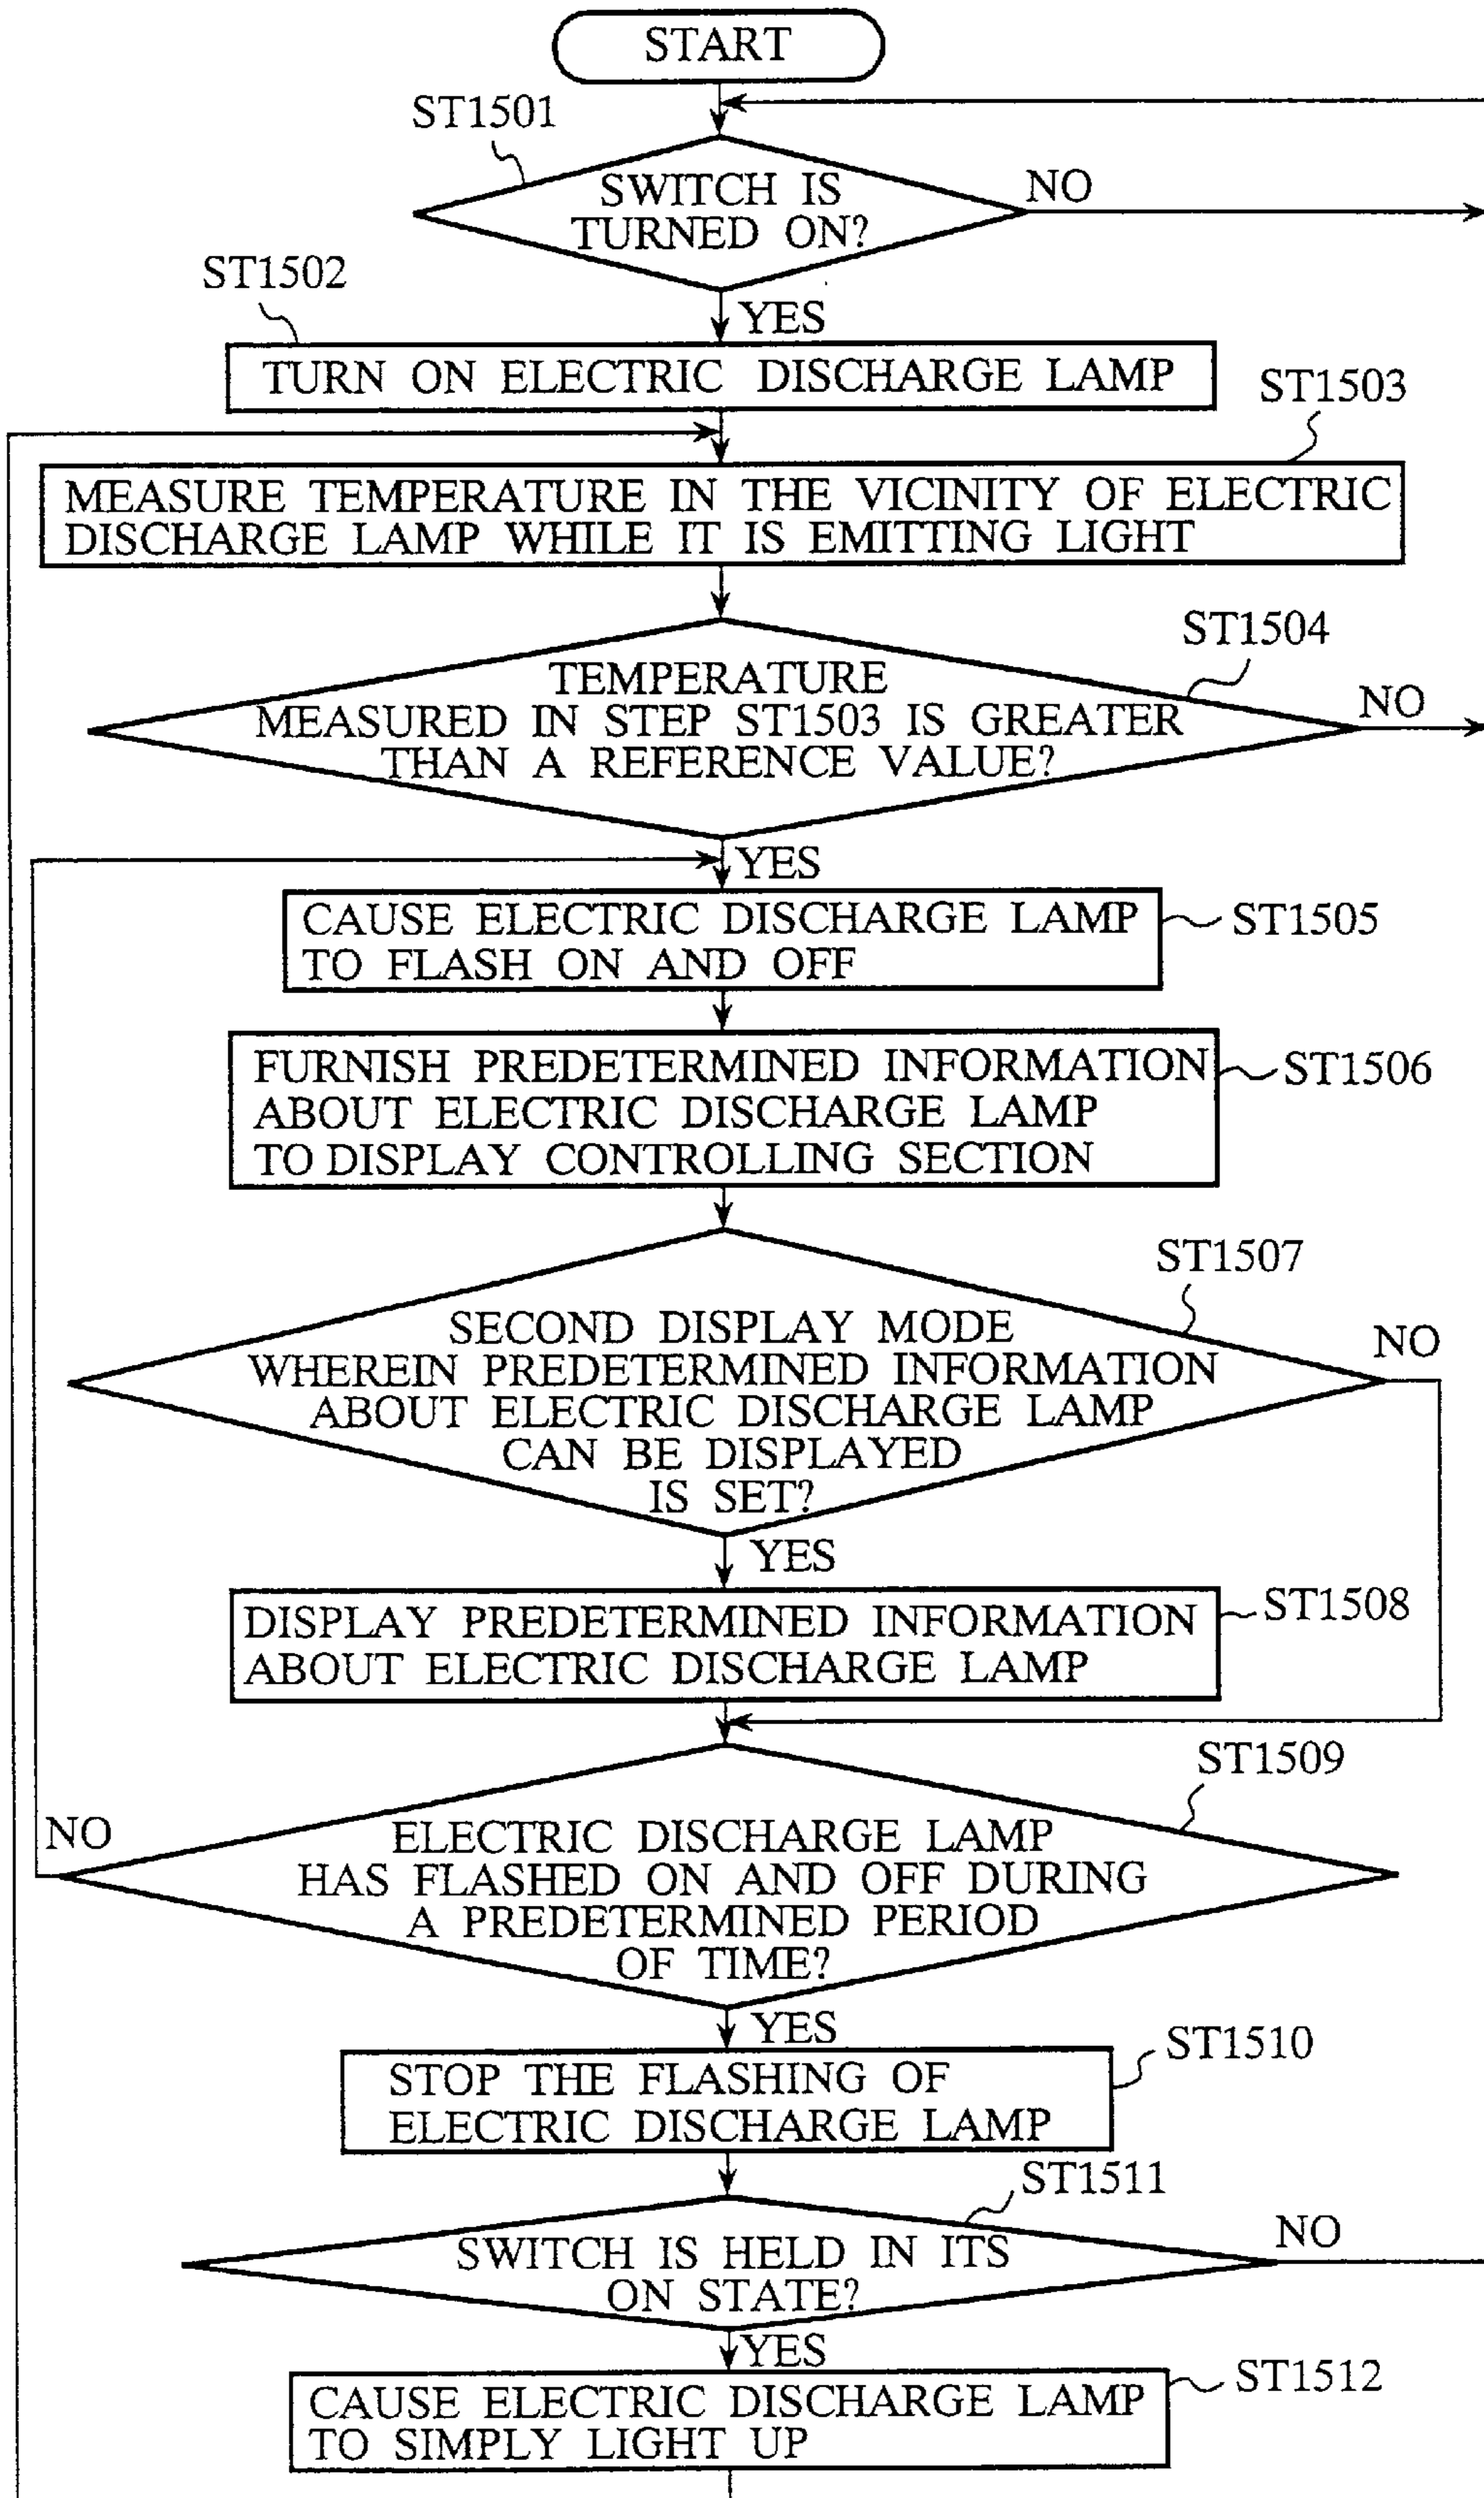 START
ST1501
SWITCH IS
TURNED ON?
NO
ST1502
YES
TURN ON ELECTRIC DISCHARGE LAMP
ST1503
MEASURE TEMPERATURE IN THE VICINITY OF ELECTRIC
DISCHARGE LAMP WHILE IT IS EMITTING LIGHT
ST1504
TEMPERATURE
MEASURED IN STEP ST1503 IS GREATER
THAN A REFERENCE VALUE?
NO
YES
CAUSE ELECTRIC DISCHARGE LAMP
TO FLASH ON AND OFF
ST1505
FURNISH PREDETERMINED INFORMATION
ABOUT ELECTRIC DISCHARGE LAMP
TO DISPLAY CONTROLLING SECTION
ST1506
ST1507
SECOND DISPLAY MODE
WHEREIN PREDETERMINED INFORMATION
ABOUT ELECTRIC DISCHARGE LAMP
CAN BE DISPLAYED
IS SET?
NO
YES
DISPLAY PREDETERMINED INFORMATION
ABOUT ELECTRIC DISCHARGE LAMP
ST1508
ST1509
NO
ELECTRIC DISCHARGE LAMP
HAS FLASHED ON AND OFF DURING
A PREDETERMINED PERIOD
OF TIME?
YES
ST1510
STOP THE FLASHING OF
ELECTRIC DISCHARGE LAMP
ST1511
SWITCH IS HELD IN ITS
ON STATE?
NO
YES
CAUSE ELECTRIC DISCHARGE LAMP
TO SIMPLY LIGHT UP
ST1512